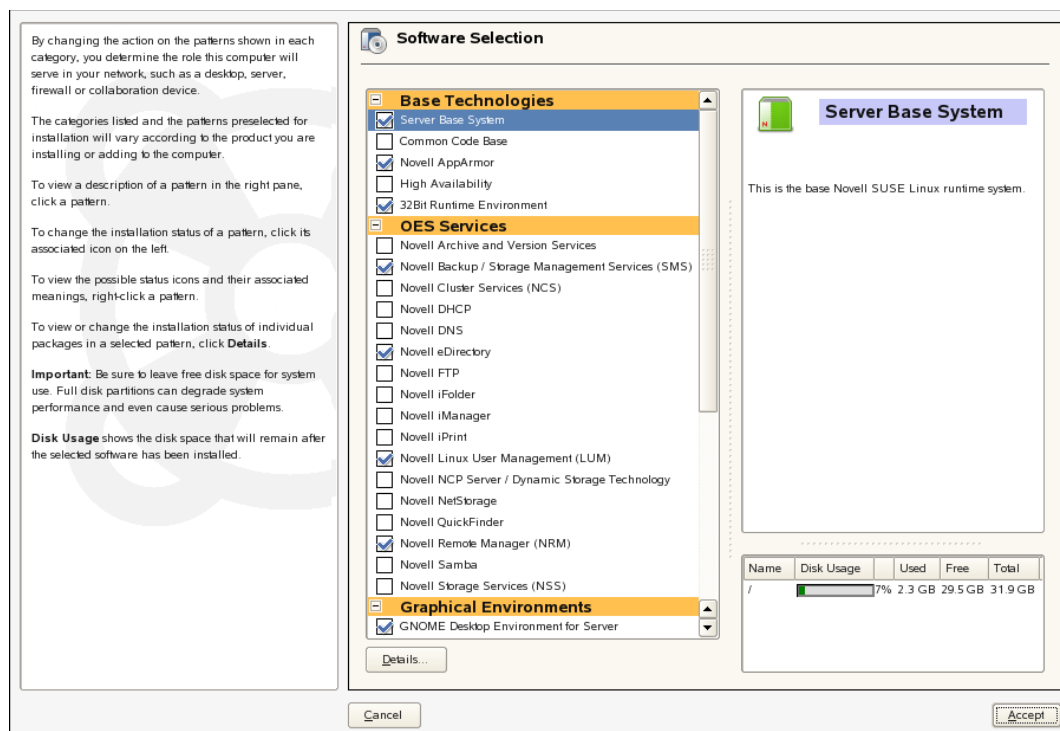 By changing the action on the patterns shown in each
category, you determine the role this computer will
serve in your network, such as a desktop, server,
firewall or collaboration device.
The categories listed and the patterns preselected for
installation will vary according to the product you are
installing or adding to the computer.
To view a description of a pattern in the right pane,
click a pattern.
To change the installation status of a pattern, click its
associated icon on the left.
To view the possible status icons and their associated
meanings, right-click a pattern.
To view or change the installation status of individual
packages in a selected pattern, click Details.
Important: Be sure to leave free disk space for system
use. Full disk partitions can degrade system
performance and even cause serious problems.
Disk Usage shows the disk space that will remain after
the selected software has been installed.
Software Selection
Base Technologies
Server Base System
Common Code Base
Novell AppArmor
High Availability
32Bit Runtime Environment
OES Services
Novell Archive and Version Services
Novell Backup / Storage Management Services (SMS)
Novell Cluster Services (NCS)
Novell DHCP
Novell DNS
Novell eDirectory
Novell FTP
Novell iFolder
Novell iManager
Novell iPrint
Novell Linux User Management (LUM)
Novell NCP Server / Dynamic Storage Technology
Novell NetStorage
Novell QuickFinder
Novell Remote Manager (NRM)
Novell Samba
Novell Storage Services (NSS)
Graphical Environments
GNOME Desktop Environment for Server
Details...
N
Server Base System
This is the base Novell SUSE Linux runtime system.
Name Disk Usage Used Free Total
/ 7% 2.3 GB 29.5 GB 31.9 GB
Cancel
Accept